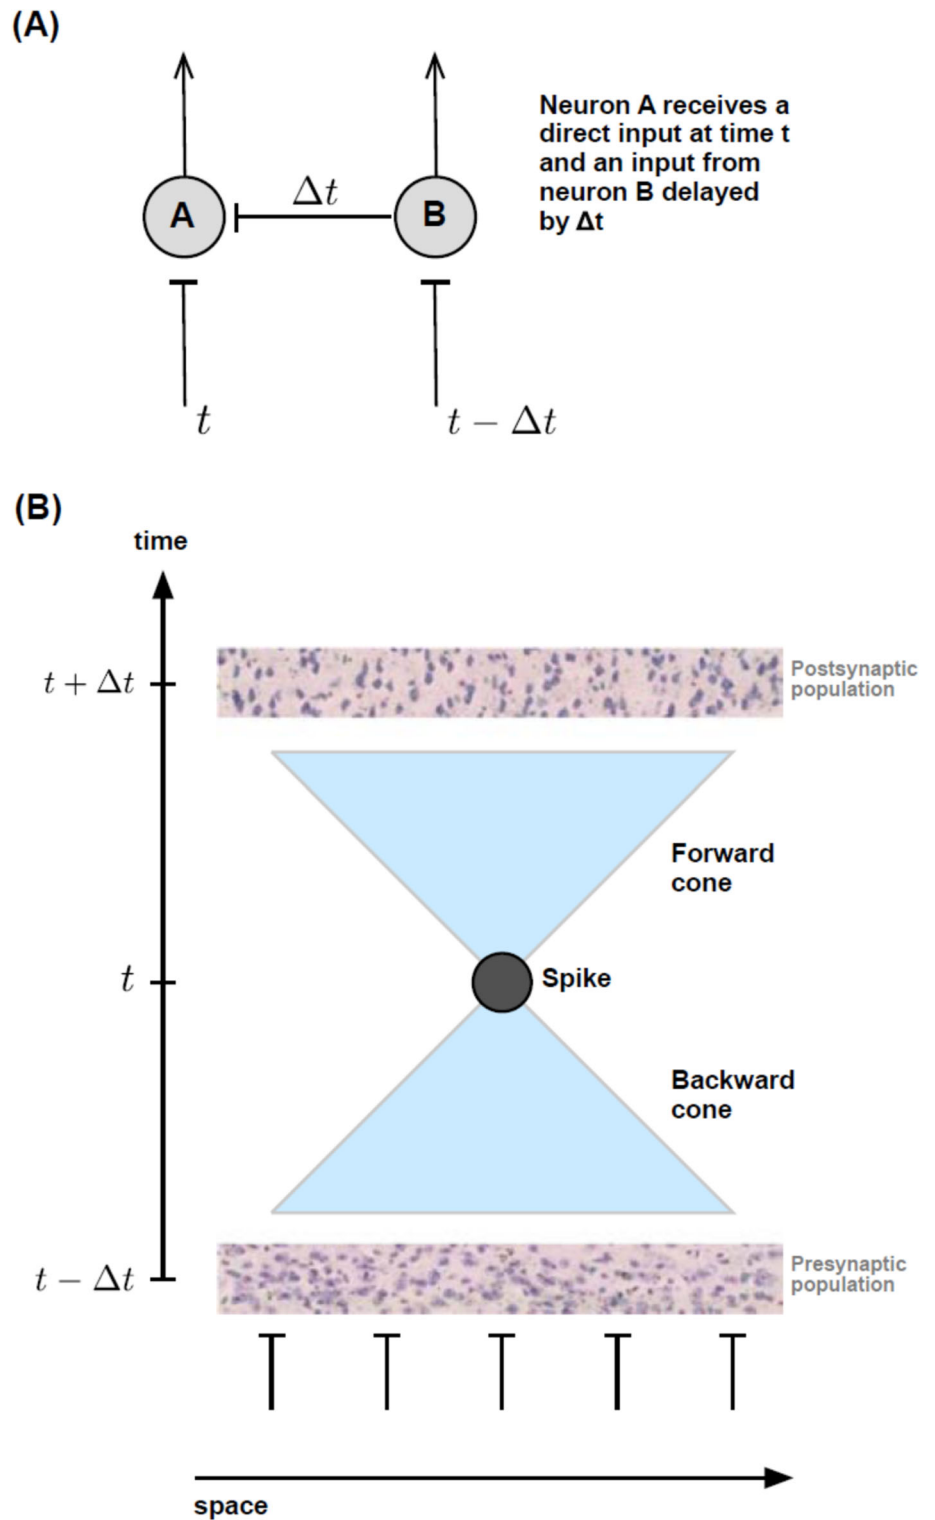 (A)
A
Δt
B
Neuron A receives a
direct input at time t
and an input from
neuron B delayed
by Δt
t
t − Δt
(B)
time
t + Δt
Postsynaptic
population
Forward
cone
t
Spike
Backward
cone
t − Δt
Presynaptic
population
space